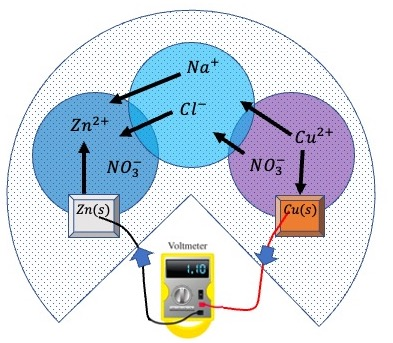 Na⁺
Cl⁻
Zn²⁺
NO₃⁻
Cu²⁺
NO₃⁻
Zn(s)
Cu(s)
Voltmeter
1.10